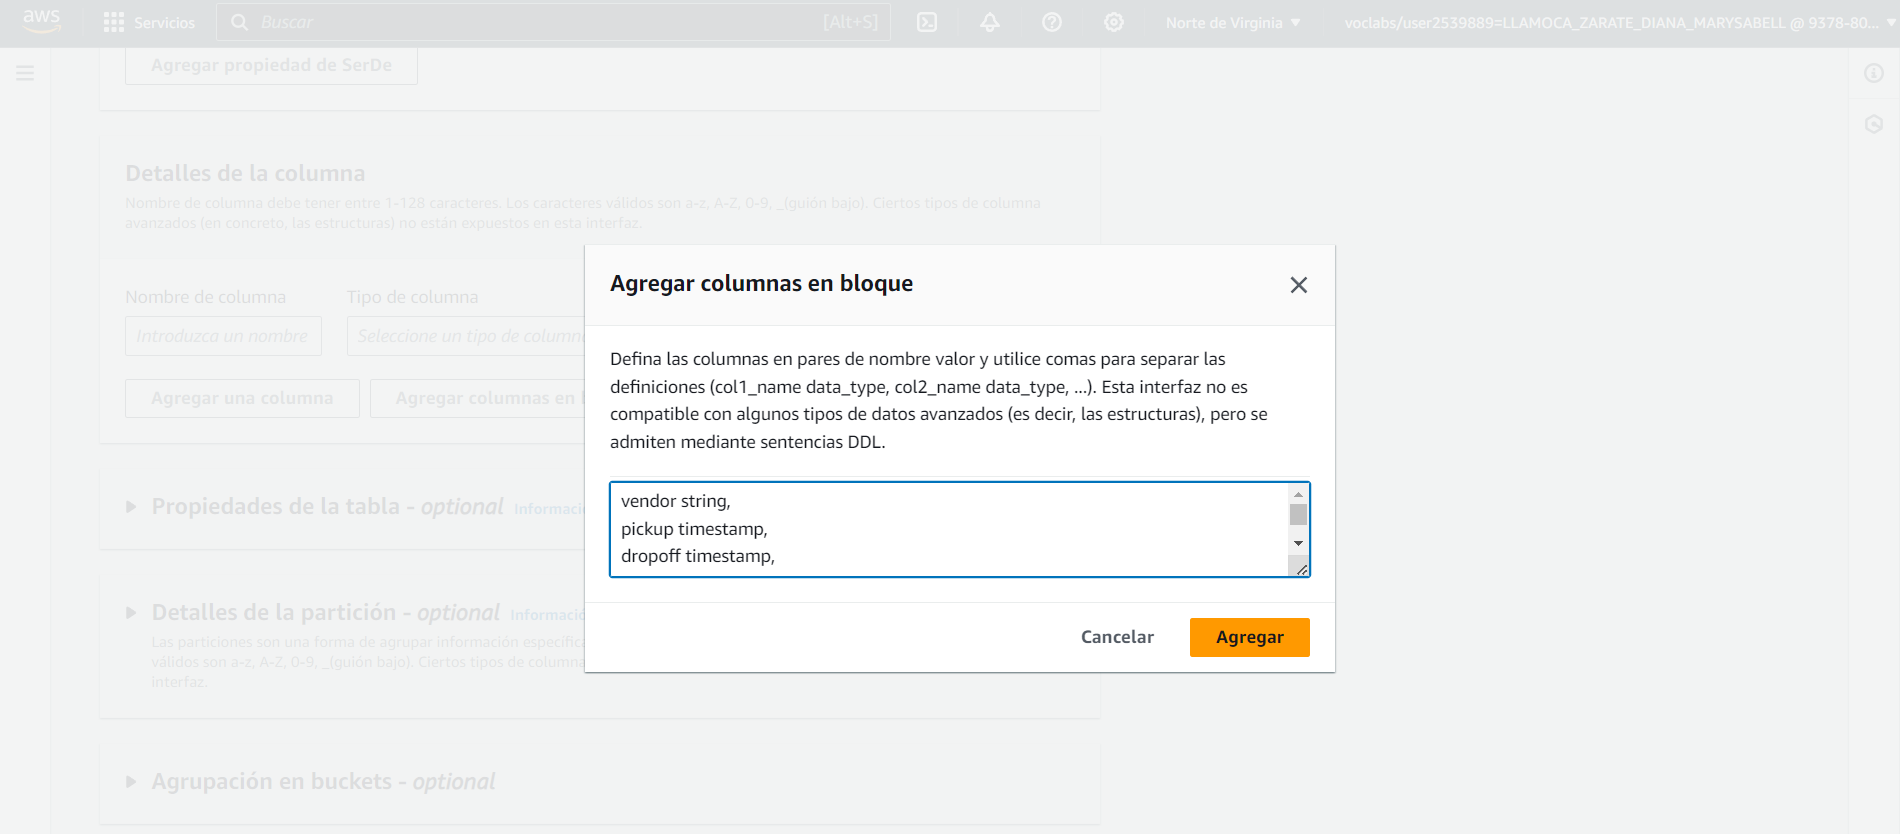 aws
Servicios
Buscar
[Alt+S]
Norte de Virginia
voclabs/user2539889=LLAMOCA_ZARATE_DIANA_MARYSABELL @ 9378-80...
Agregar propiedad de SerDe
Detalles de la columna
Nombre de columna debe tener entre 1-128 caracteres. Los caracteres válidos son a-z, A-Z, 0-9, _(guión bajo). Ciertos tipos de columna
avanzados (en concreto, las estructuras) no están expuestos en esta interfaz.
Nombre de columna
Tipo de columna
Introduzca un nombre
Seleccione un tipo de column
Agregar una columna
Agregar columnas en
Agregar columnas en bloque
Defina las columnas en pares de nombre valor y utilice comas para separar las
definiciones (col1_name data_type, col2_name data_type, ...). Esta interfaz no es
compatible con algunos tipos de datos avanzados (es decir, las estructuras), pero se
admiten mediante sentencias DDL.
vendor string,
pickup timestamp,
dropoff timestamp,
Cancelar
Agregar
Propiedades de la tabla - optional
Informació
Detalles de la partición - optional
Informació
Las particiones son una forma de agrupar información específica
válidos son a-z, A-Z, 0-9, _(guión bajo). Ciertos tipos de columna
interfaz.
Agrupación en buckets - optional